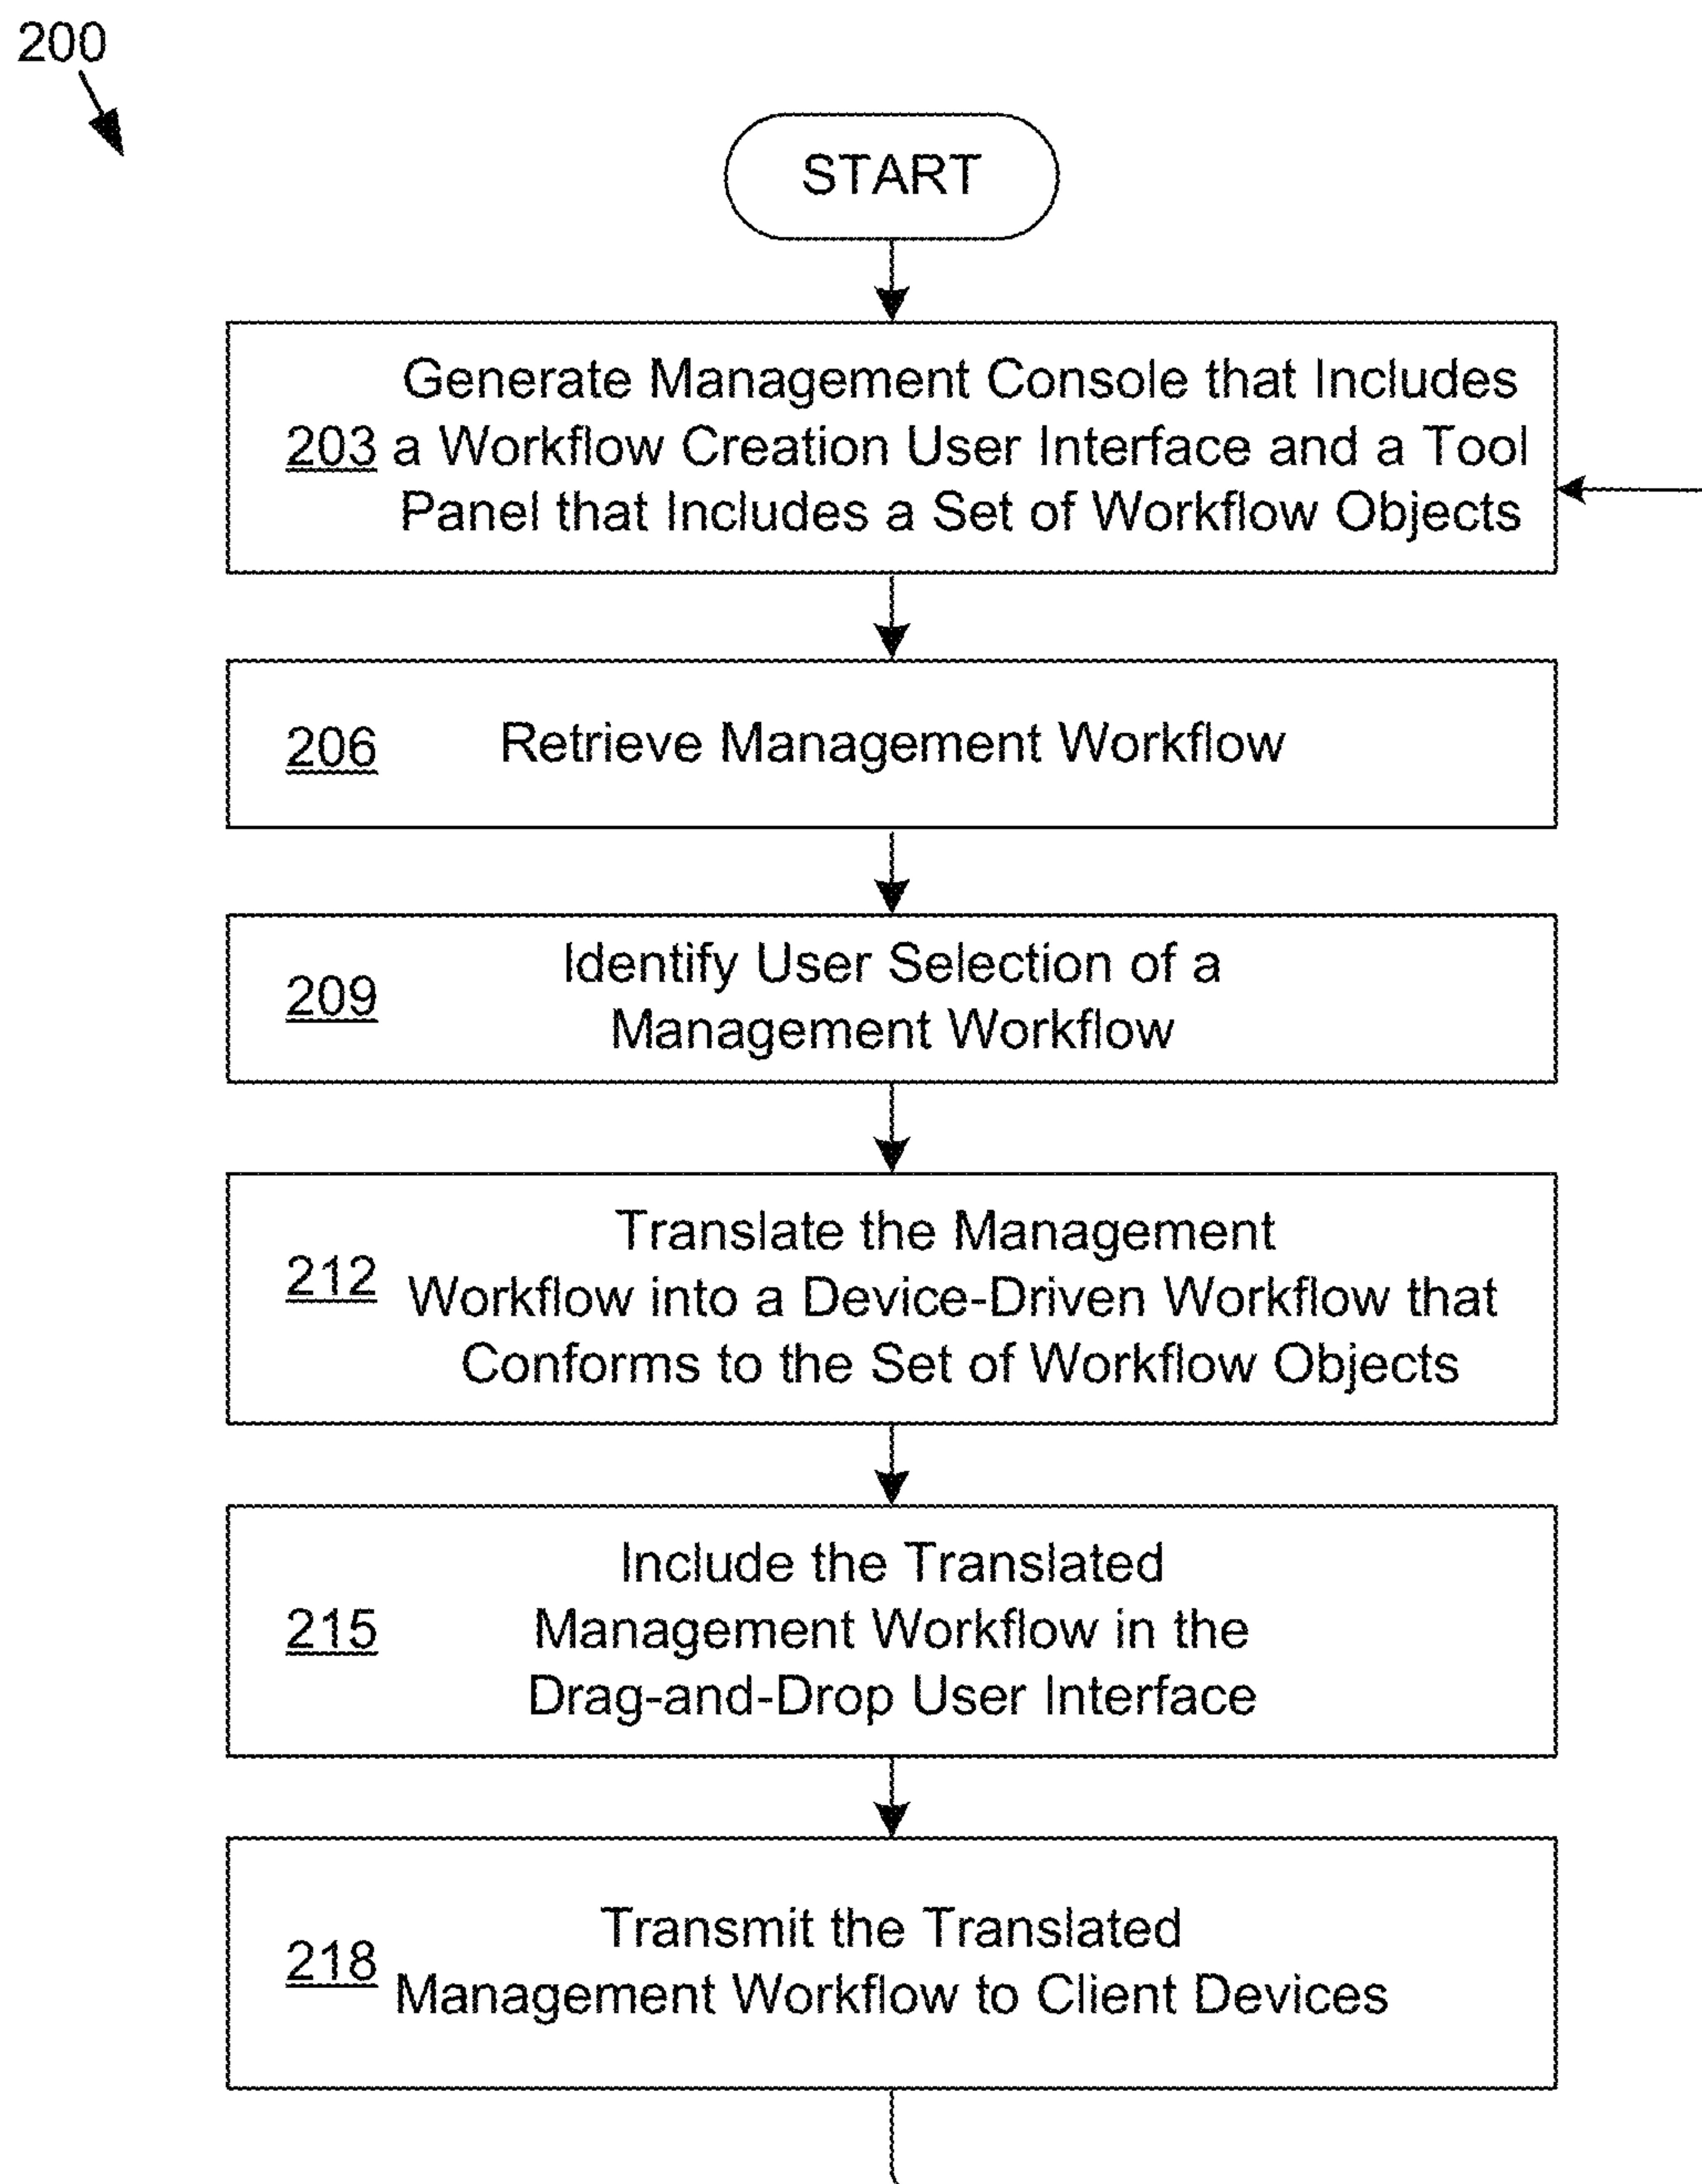 200
START
Generate Management Console that Includes
203 a Workflow Creation User Interface and a Tool
Panel that Includes a Set of Workflow Objects
206 Retrieve Management Workflow
Identify User Selection of a
209
Management Workflow
Translate the Management
212
Workflow into a Device-Driven Workflow that
Conforms to the Set of Workflow Objects
Include the Translated
215 Management Workflow in the
Drag-and-Drop User Interface
Transmit the Translated
218
Management Workflow to Client Devices